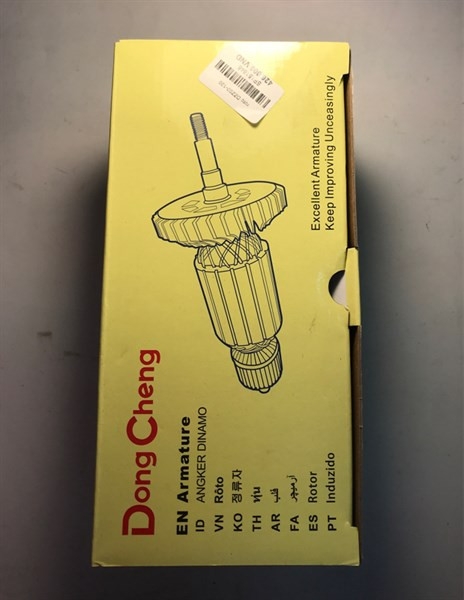 Dong Cheng
EN Armature
ID ANGKER DINAMO
VN Rôto
KO 정류자
TH ทุ่น
AR قلب
FA آرمیچر
ES Rotor
PT Induzido
Excellent Armature
Keep Improving Unceasingly